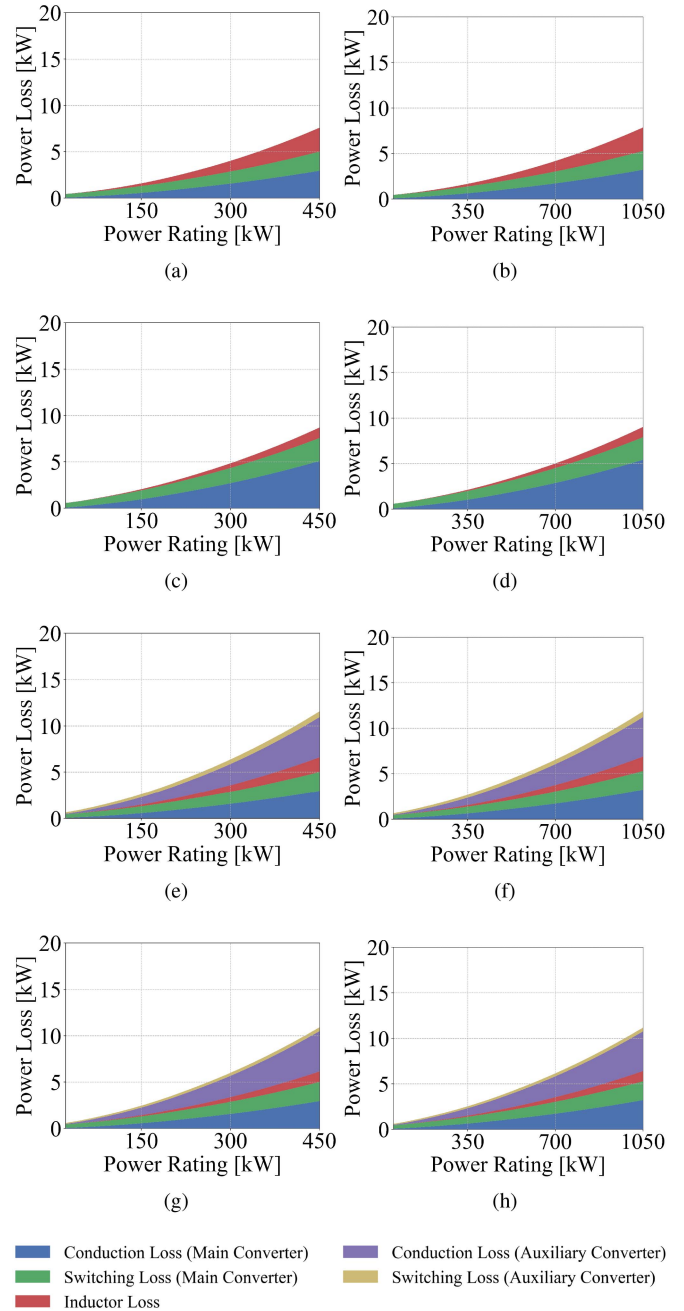 20
15
10
5
0
Power Loss [kW]
150 300 450
Power Rating [kW]
(a)
20
15
10
5
0
Power Loss [kW]
350 700 1050
Power Rating [kW]
(b)
20
15
10
5
0
Power Loss [kW]
150 300 450
Power Rating [kW]
(c)
20
15
10
5
0
Power Loss [kW]
350 700 1050
Power Rating [kW]
(d)
20
15
10
5
0
Power Loss [kW]
150 300 450
Power Rating [kW]
(e)
20
15
10
5
0
Power Loss [kW]
350 700 1050
Power Rating [kW]
(f)
20
15
10
5
0
Power Loss [kW]
150 300 450
Power Rating [kW]
(g)
20
15
10
5
0
Power Loss [kW]
350 700 1050
Power Rating [kW]
(h)
Conduction Loss (Main Converter)
Switching Loss (Main Converter)
Inductor Loss
Conduction Loss (Auxiliary Converter)
Switching Loss (Auxiliary Converter)